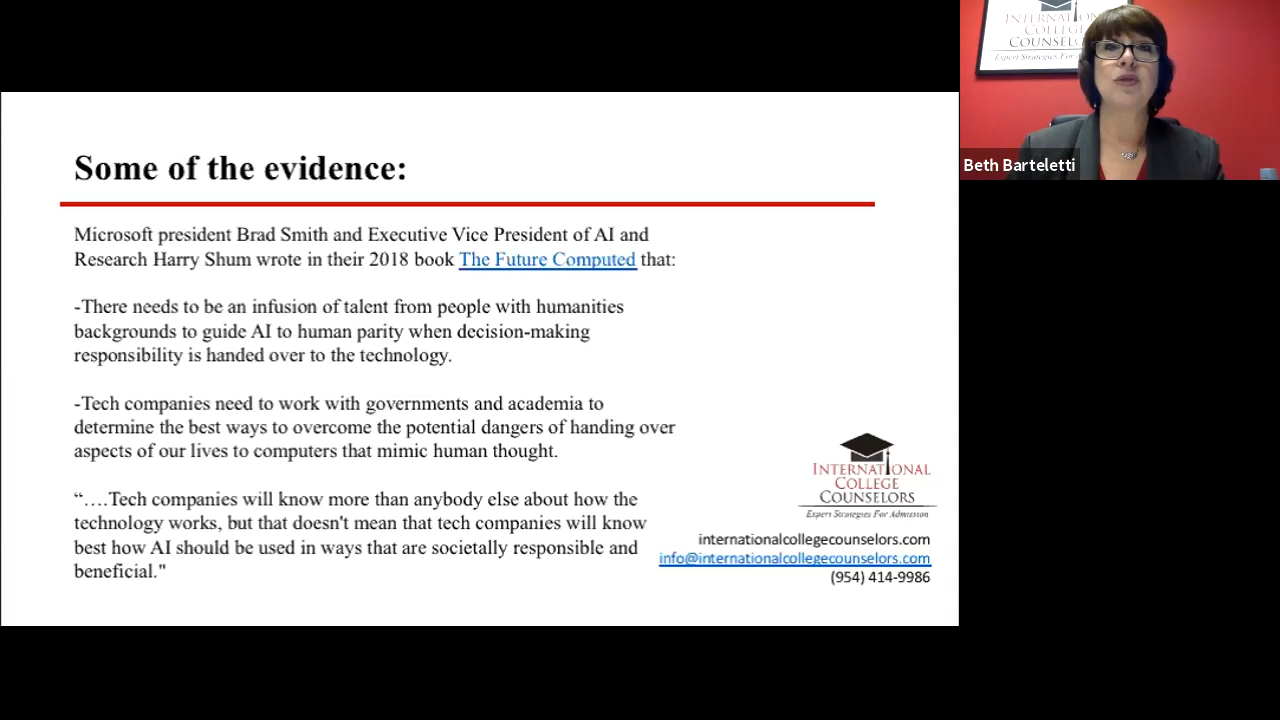 Some of the evidence:
Microsoft president Brad Smith and Executive Vice President of AI and
Research Harry Shum wrote in their 2018 book The Future Computed that:
-There needs to be an infusion of talent from people with humanities
backgrounds to guide AI to human parity when decision-making
responsibility is handed over to the technology.
-Tech companies need to work with governments and academia to
determine the best ways to overcome the potential dangers of handing over
aspects of our lives to computers that mimic human thought.
“….Tech companies will know more than anybody else about how the
technology works, but that doesn't mean that tech companies will know
best how AI should be used in ways that are societally responsible and
beneficial."
INTERNATIONAL
COLLEGE
COUNSELORS
Expert Strategies For Admission
internationalcollegecounselors.com
info@internationalcollegecounselors.com
(954) 414-9986
INTERNATI
COLLEGE
COUNSEL
Expert Strategies For A
Beth Barteletti